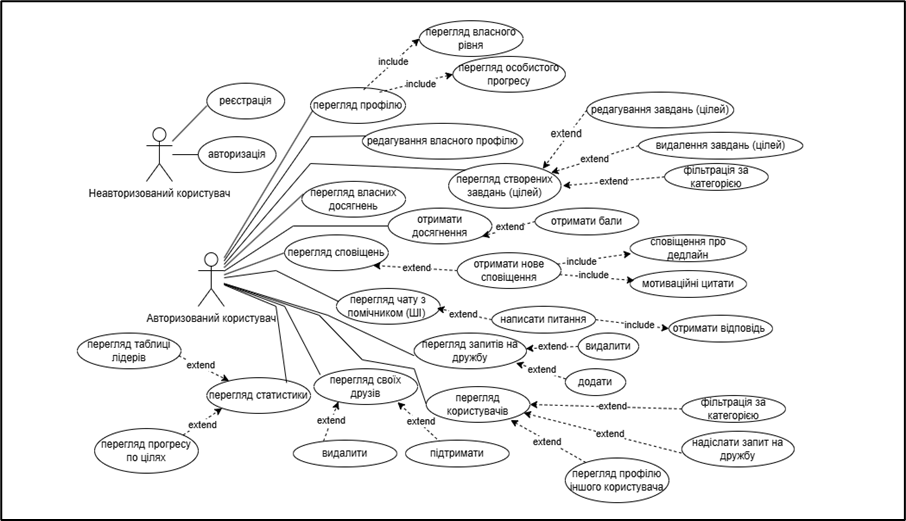 перегляд власного
рівня
include
перегляд особистого
прогресу
include
перегляд профілю
реєстрація
авторизація
Неавторизований користувач
редагування власного профілю
редагування завдань (цілей)
extend
видалення завдань (цілей)
extend
перегляд створених
завдань (цілей)
extend
фільтрація за
категорією
перегляд власних
досягнень
отримати
досягнення
extend
отримати бали
перегляд сповіщень
extend
отримати нове
сповіщення
include
сповіщення про
дедлайн
include
мотиваційні цитати
Авторизований користувач
перегляд чату з
помічником (ШІ)
extend
написати питання
include
отримати відповідь
перегляд запитів на
дружбу
extend
видалити
extend
додати
перегляд таблиці
лідерів
extend
перегляд статистики
extend
перегляд прогресу
по цілях
перегляд своїх
друзів
extend
видалити
extend
підтримати
перегляд
користувачів
extend
фільтрація за
категорією
extend
надіслати запит на
дружбу
extend
перегляд профілю
іншого користувача